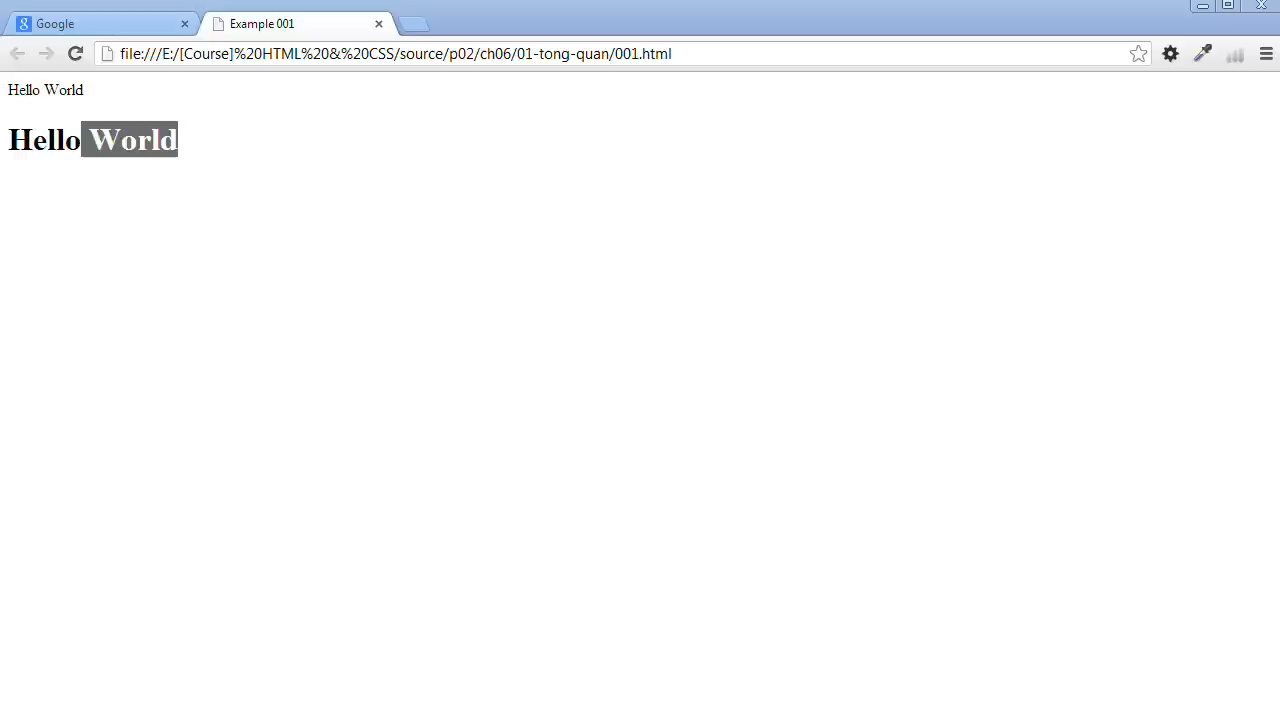 Google
Example 001
file:///E:/[Course]%20HTML%20&%20CSS/source/p02/ch06/01-tong-quan/001.html
Hello World
Hello World